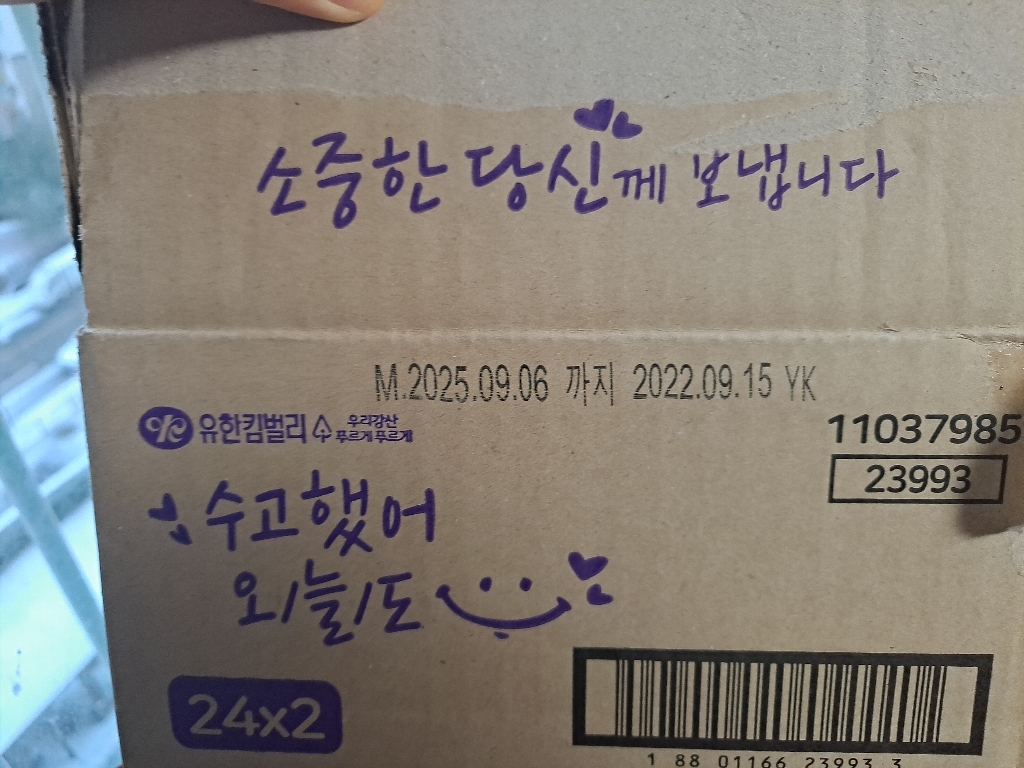 소중한 당신께 보냅니다
M.2025.09.06 까지 2022.09.15 YK
유한킴벌리 우리강산 푸르게 푸르게
11037985
23993
수고했어
오늘도
24x2
1 88 01166 23993 3